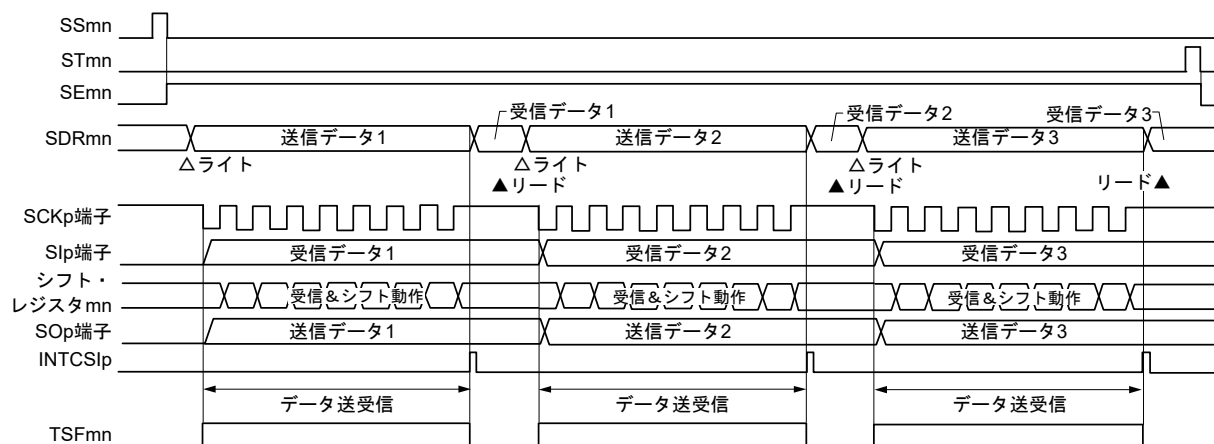 SSmn
STmn
SEmn
受信データ1
受信データ2
受信データ3
SDRmn
送信データ1
送信データ2
送信データ3
△ライト
△ライト
△ライト
▲リード
▲リード
リード▲
SCKp端子
SIp端子
受信データ1
受信データ2
受信データ3
シフト・
レジスタmn
受信&シフト動作
受信&シフト動作
受信&シフト動作
SOp端子
送信データ1
送信データ2
送信データ3
INTCSIp
データ送受信
データ送受信
データ送受信
TSFmn